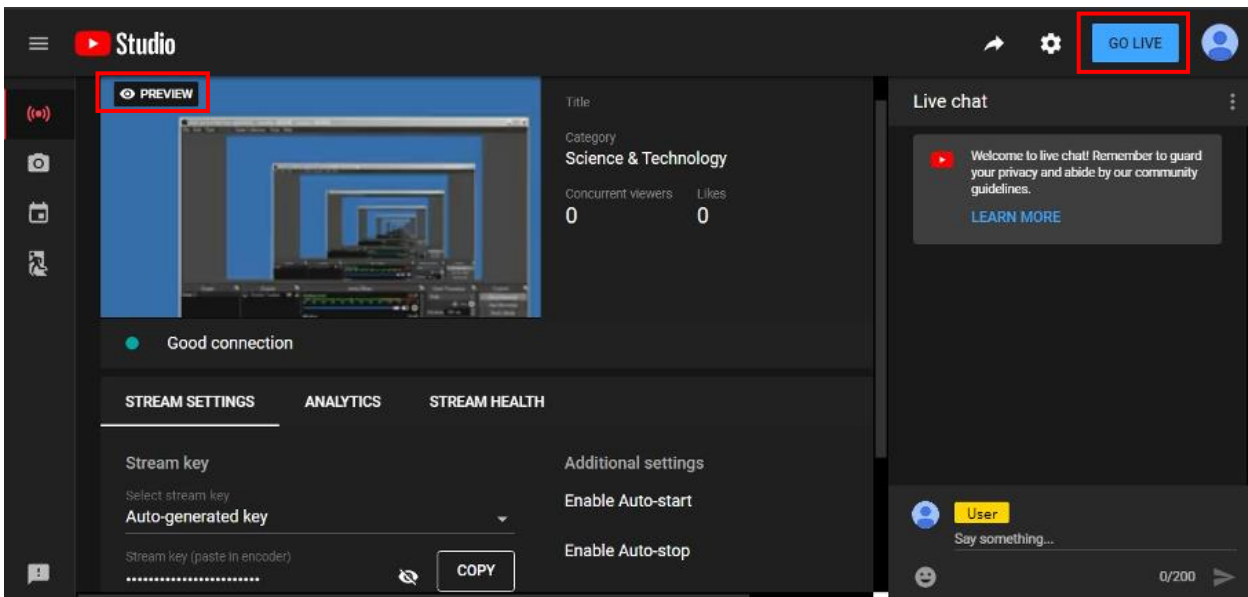 Studio
GO LIVE
PREVIEW
Title
Category
Science & Technology
Concurrent viewers Likes
0 0
Good connection
STREAM SETTINGS ANALYTICS STREAM HEALTH
Stream key
Select stream key
Auto-generated key
Stream key (paste in encoder)
••••••••••••••••••••••••
COPY
Additional settings
Enable Auto-start
Enable Auto-stop
Live chat
Welcome to live chat! Remember to guard
your privacy and abide by our community
guidelines.
LEARN MORE
User
Say something...
0/200